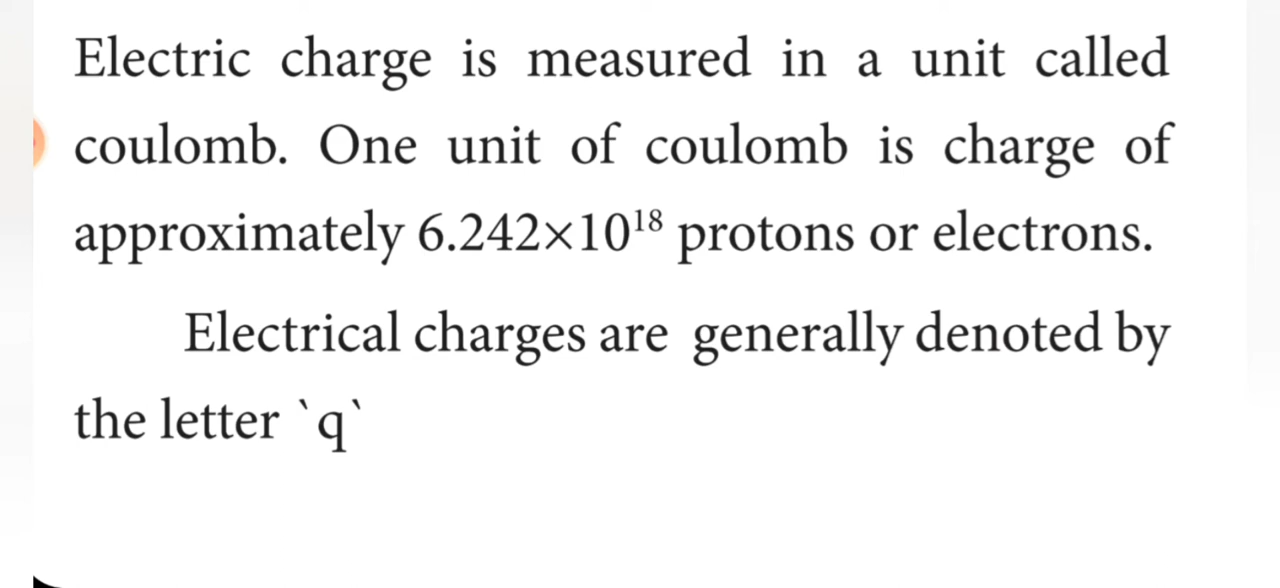 Electric charge is measured in a unit called
coulomb. One unit of coulomb is charge of
approximately 6.242×10¹⁸ protons or electrons.
Electrical charges are generally denoted by
the letter `q`